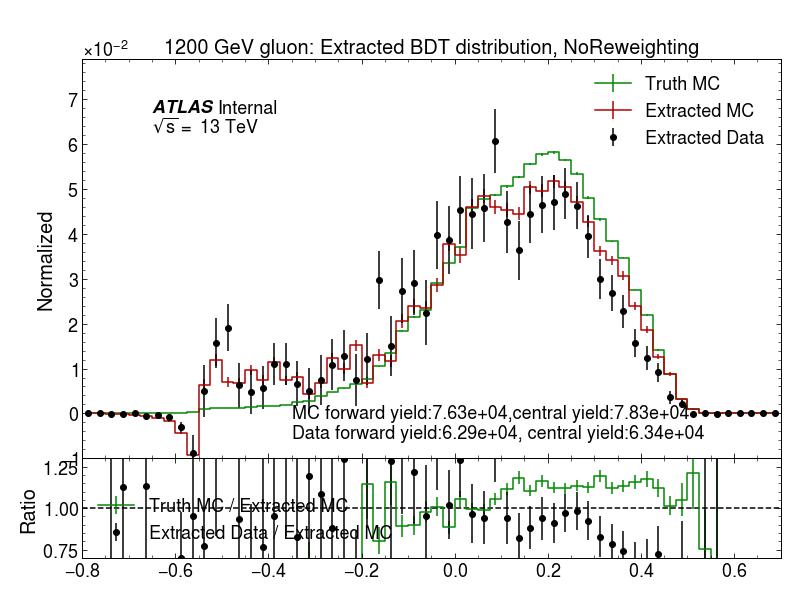 ×10−2
1200 GeV gluon: Extracted BDT distribution, NoReweighting
ATLAS Internal
√s = 13 TeV
Truth MC
Extracted MC
Extracted Data
Normalized
7
6
5
4
3
2
1
0
MC forward yield:7.63e+04,central yield:7.83e+04
Data forward yield:6.29e+04, central yield:6.34e+04
1.25
1.00
0.75
Ratio
Truth MC / Extracted MC
Extracted Data / Extracted MC
−0.8
−0.6
−0.4
−0.2
0.0
0.2
0.4
0.6